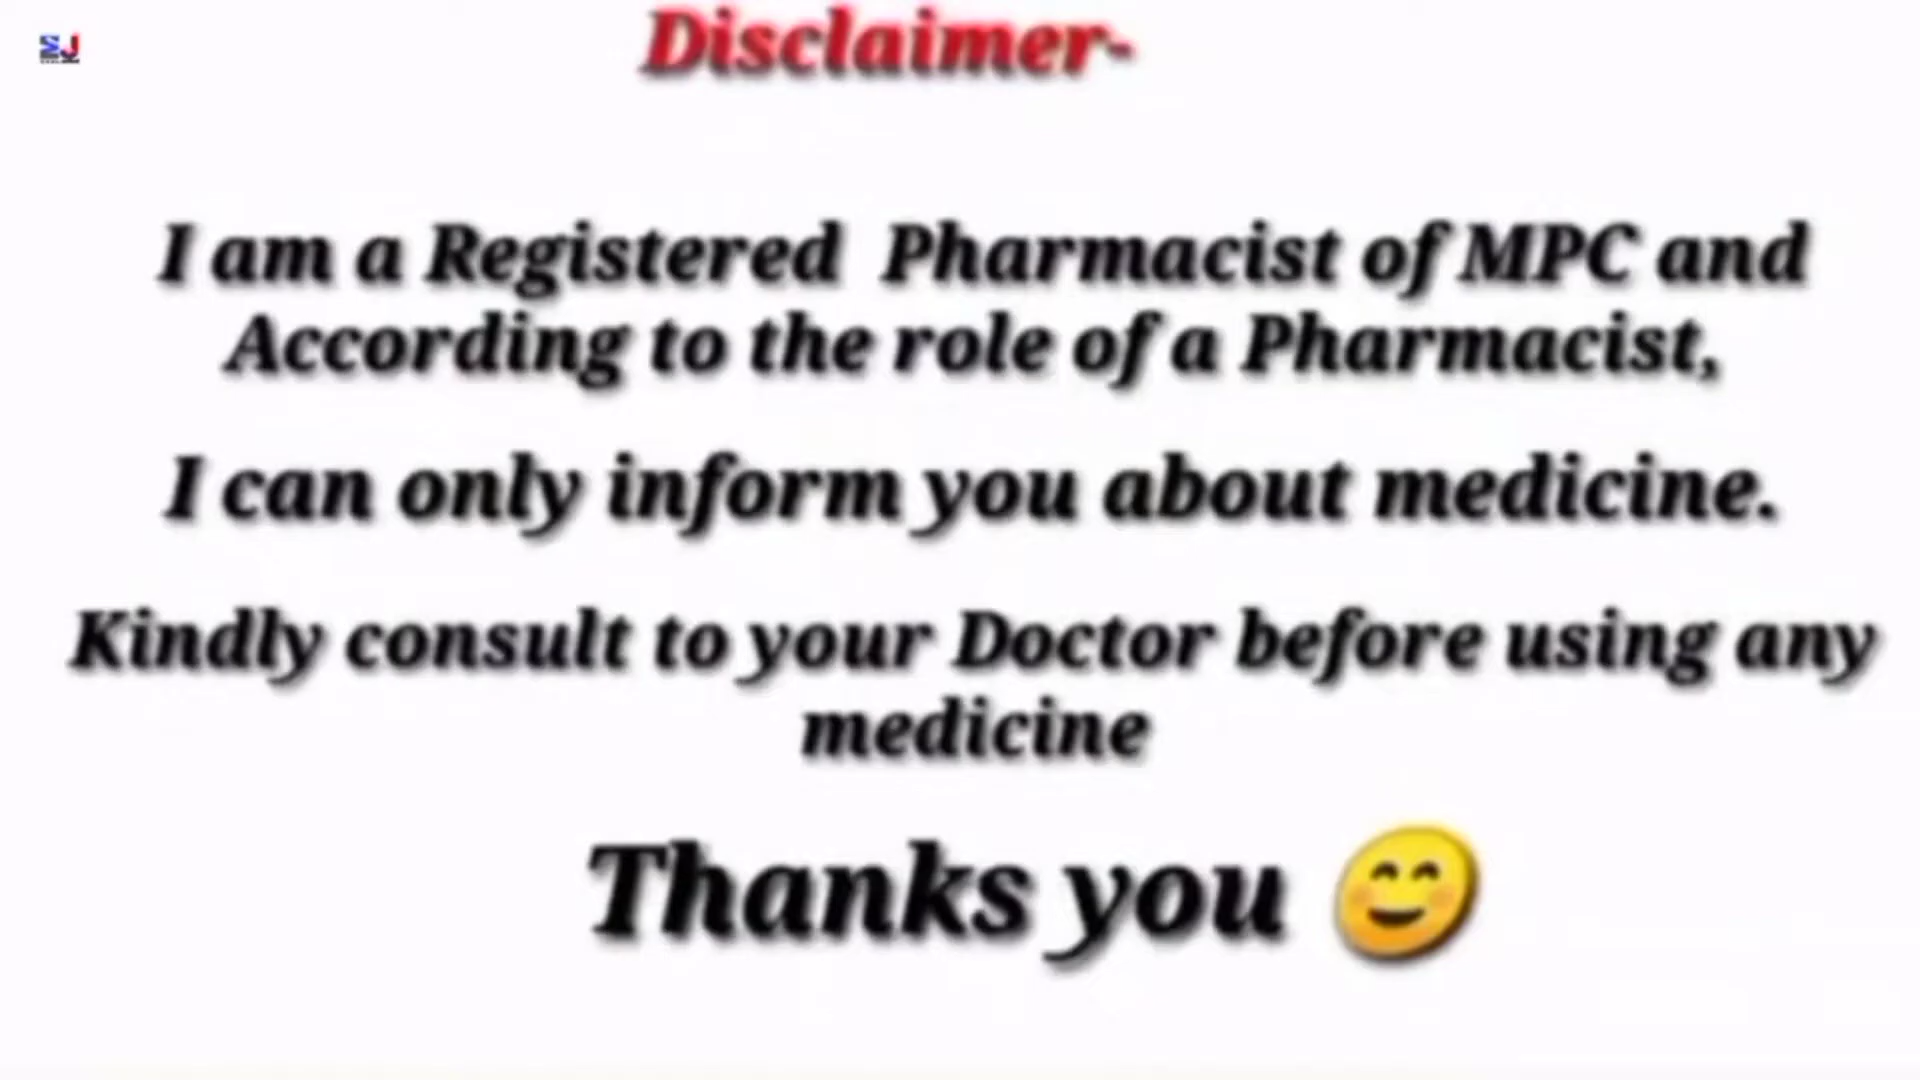 Disclaimer-
I am a Registered Pharmacist of MPC and
According to the role of a Pharmacist,
I can only inform you about medicine.
Kindly consult to your Doctor before using any
medicine
Thanks you 😊